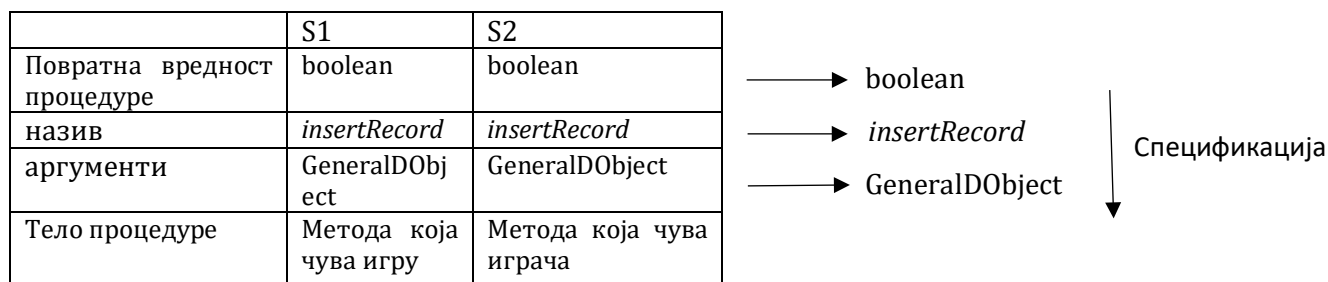 S1 S2
Повратна вредност boolean boolean
процедуре
назив insertRecord insertRecord
аргументи GeneralDObj GeneralDObject
ect
Тело процедуре Метода која Метода која чува
чува игру играча
boolean
insertRecord
GeneralDObject
Спецификација